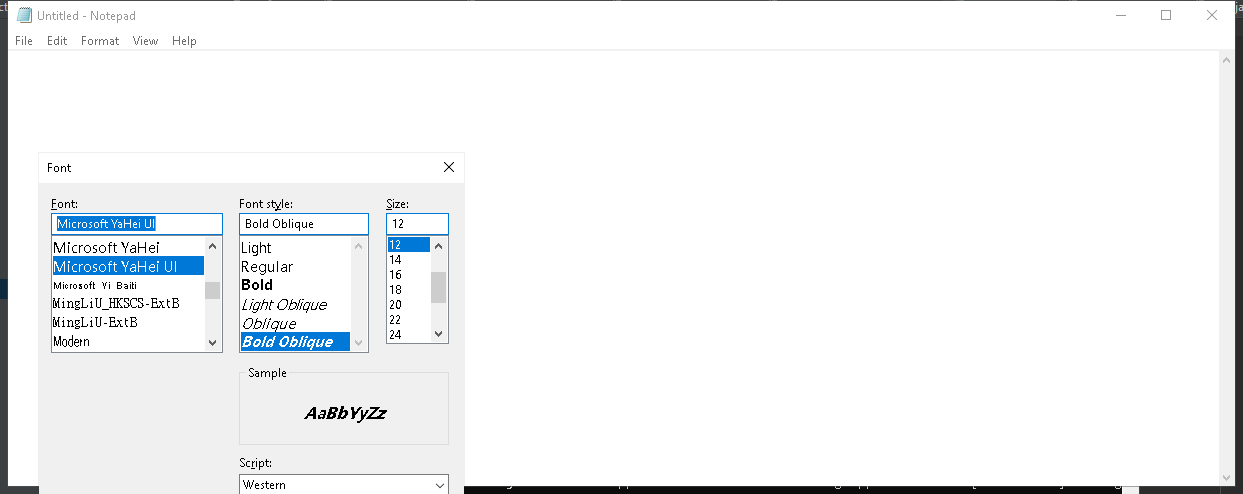 Untitled - Notepad
File Edit Format View Help
Font
Font: Font style: Size:
Microsoft YaHei UI Bold Oblique 12
Microsoft YaHei Light 12
Microsoft YaHei UI Regular 14
Microsoft Yi Baiti Bold 16
MingLiU_HKSCS-ExtB Light Oblique 18
MingLiU-ExtB Oblique 20
Modern Bold Oblique 22
24
Sample
AaBbYyZz
Script:
Western